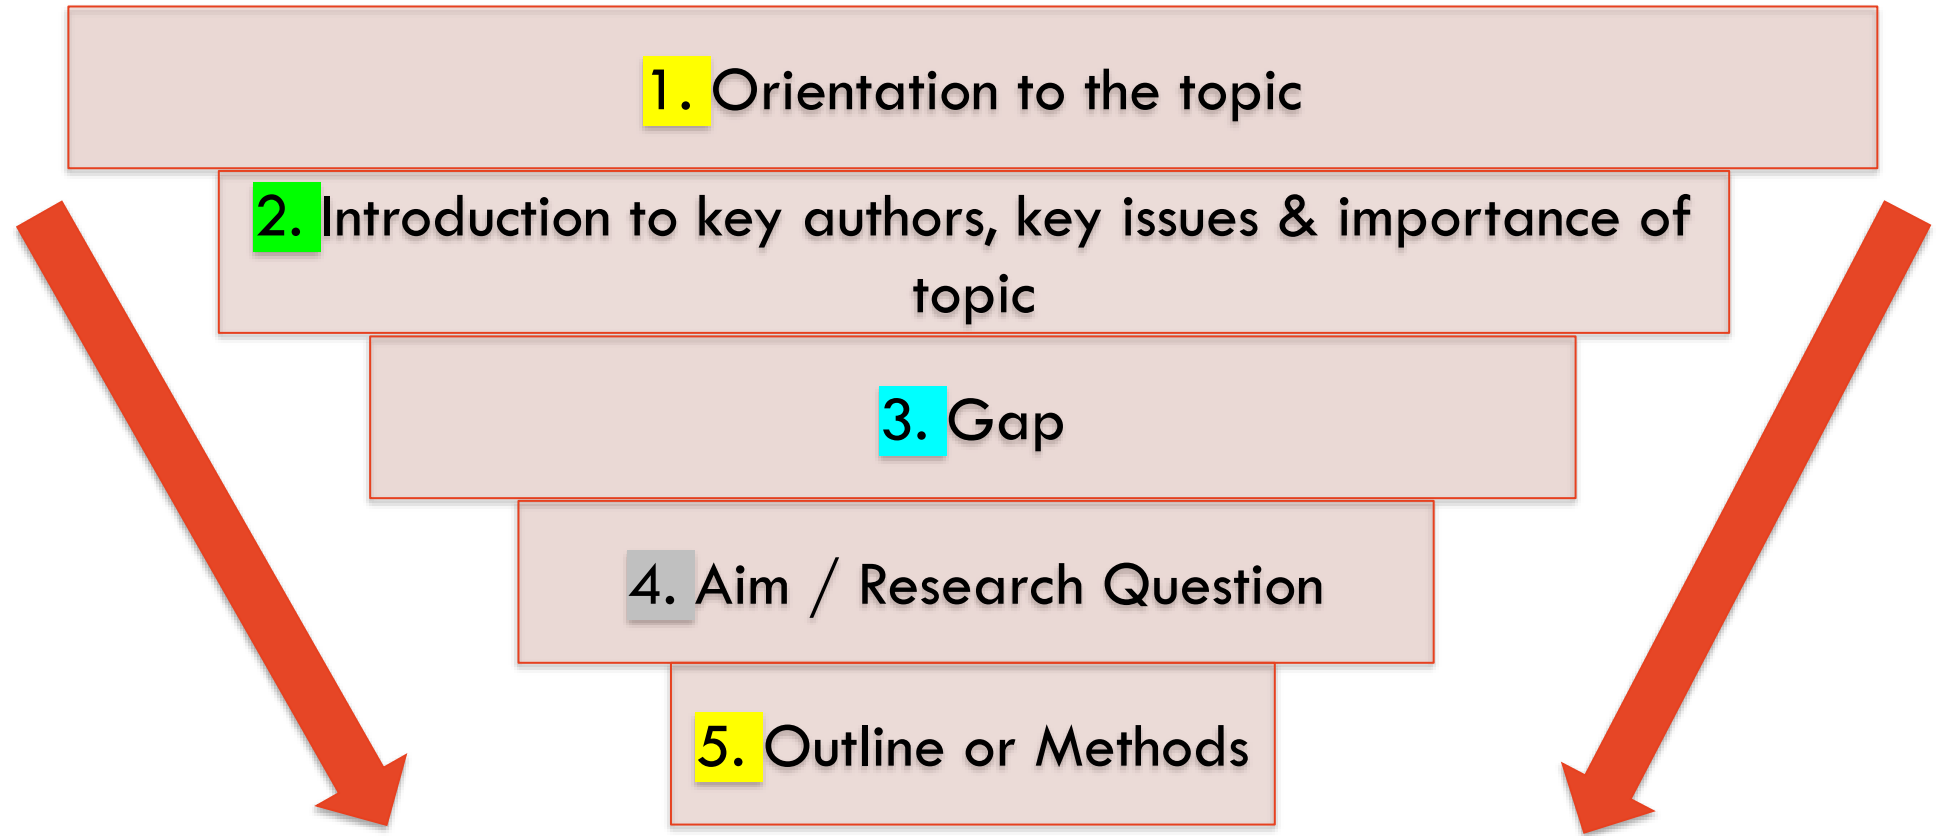 1. Orientation to the topic
2. Introduction to key authors, key issues & importance of
topic
3. Gap
4. Aim / Research Question
5. Outline or Methods